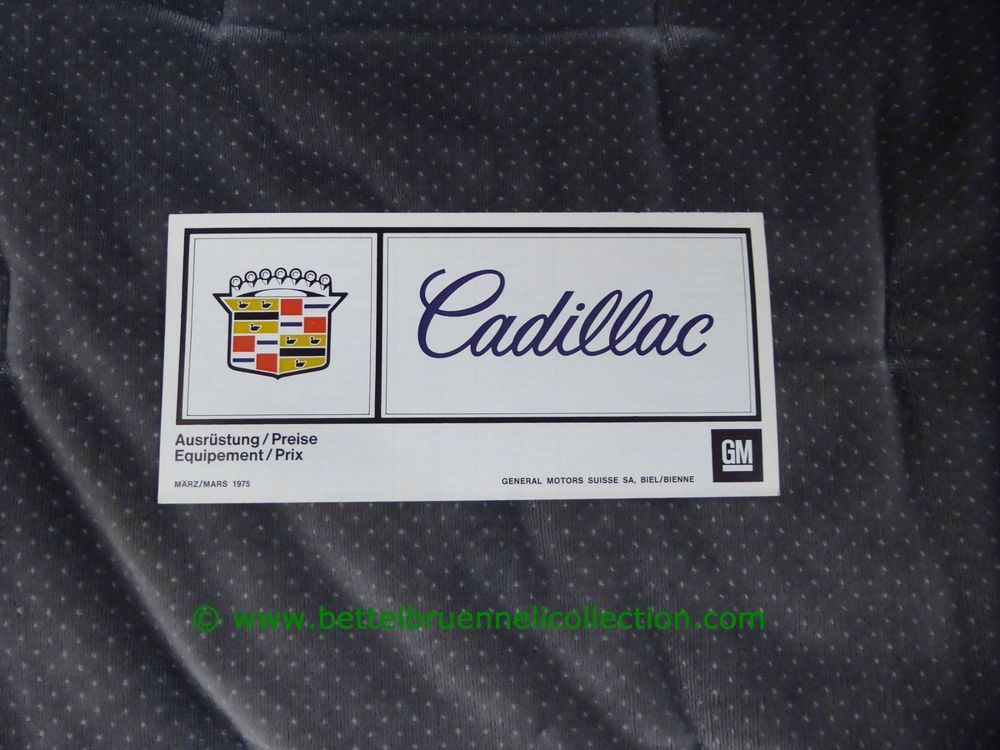 Cadillac
Ausrüstung/Preise
Equipement/Prix
MÄRZ/MARS 1975
GENERAL MOTORS SUISSE SA, BIEL/BIENNE
GM
© www.bettelbruennelicollection.com